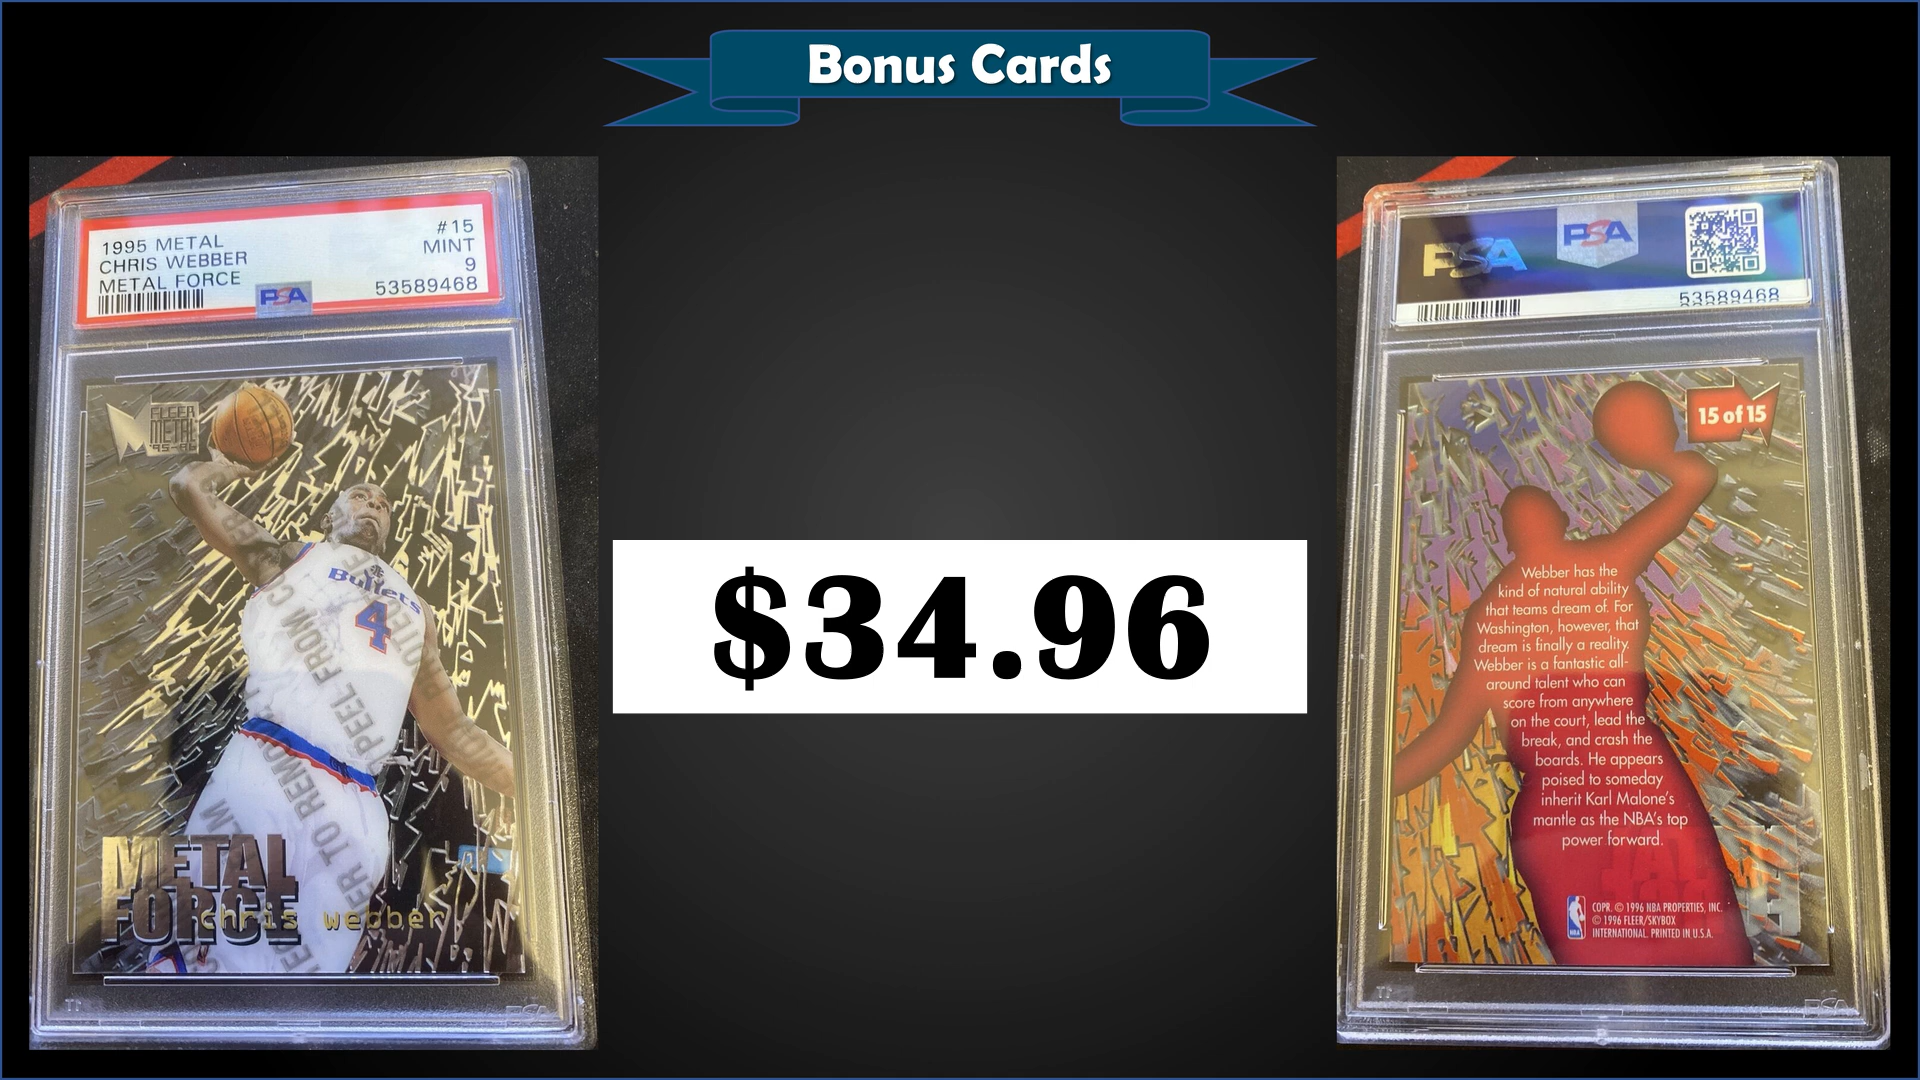 Bonus Cards
1995 METAL
#15
CHRIS WEBBER
MINT
METAL FORCE
9
PSA
53589468
FLEER
METAL
'95-96
Bullets
4
PEEL FROM
METAL
FORCE
chris webber
PSA
$34.96
PSA
PSA
53589468
15 of 15
Webber has the
kind of natural ability
that teams dream of. For
Washington, however, that
dream is finally a reality.
Webber is a fantastic all-
around talent who can
score from anywhere
on the court, lead the
break, and crash the
boards. He appears
poised to someday
inherit Karl Malone's
mantle as the NBA's top
power forward.
NBA
COPR. © 1996 NBA PROPERTIES, INC.
© 1996 FLEER/SKYBOX
INTERNATIONAL. PRINTED IN U.S.A.
PSA